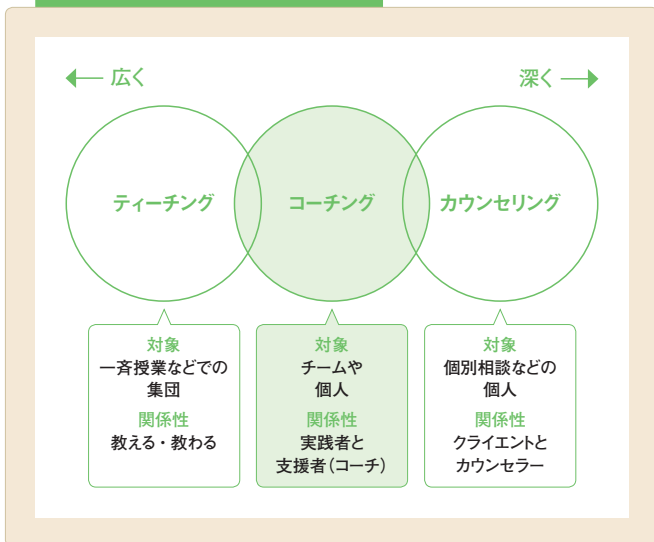 広く
深く
ティーチング
コーチング
カウンセリング
対象
一斉授業などでの
集団
関係性
教える・教わる
対象
チームや
個人
関係性
実践者と
支援者（コーチ）
対象
個別相談などの
個人
関係性
クライエントと
カウンセラー